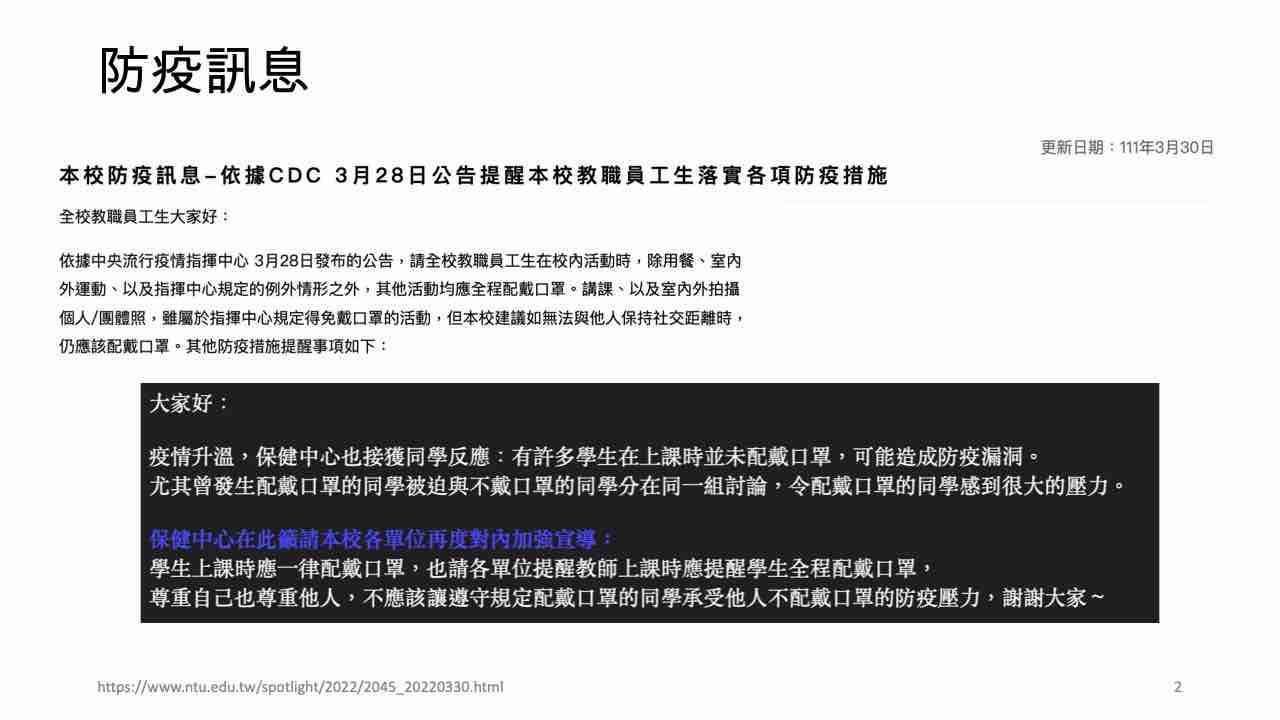 防疫訊息
更新日期：111年3月30日
本校防疫訊息–依據CDC 3月28日公告提醒本校教職員工生落實各項防疫措施
全校教職員工生大家好：
依據中央流行疫情指揮中心 3月28日發布的公告，請全校教職員工生在校內活動時，除用餐、室內
外運動、以及指揮中心規定的例外情形之外，其他活動均應全程配戴口罩。講課、以及室內外拍攝
個人/團體照，雖屬於指揮中心規定得免戴口罩的活動，但本校建議如無法與他人保持社交距離時，
仍應該配戴口罩。其他防疫措施提醒事項如下：
大家好：
疫情升溫，保健中心也接獲同學反應：有許多學生在上課時並未配戴口罩，可能造成防疫漏洞。
尤其曾發生配戴口罩的同學被迫與不戴口罩的同學分在同一組討論，令配戴口罩的同學感到很大的壓力。
保健中心在此籲請本校各單位再度對內加強宣導：
學生上課時應一律配戴口罩，也請各單位提醒教師上課時應提醒學生全程配戴口罩，
尊重自己也尊重他人，不應該讓遵守規定配戴口罩的同學承受他人不配戴口罩的防疫壓力，謝謝大家～
https://www.ntu.edu.tw/spotlight/2022/2045_20220330.html
2